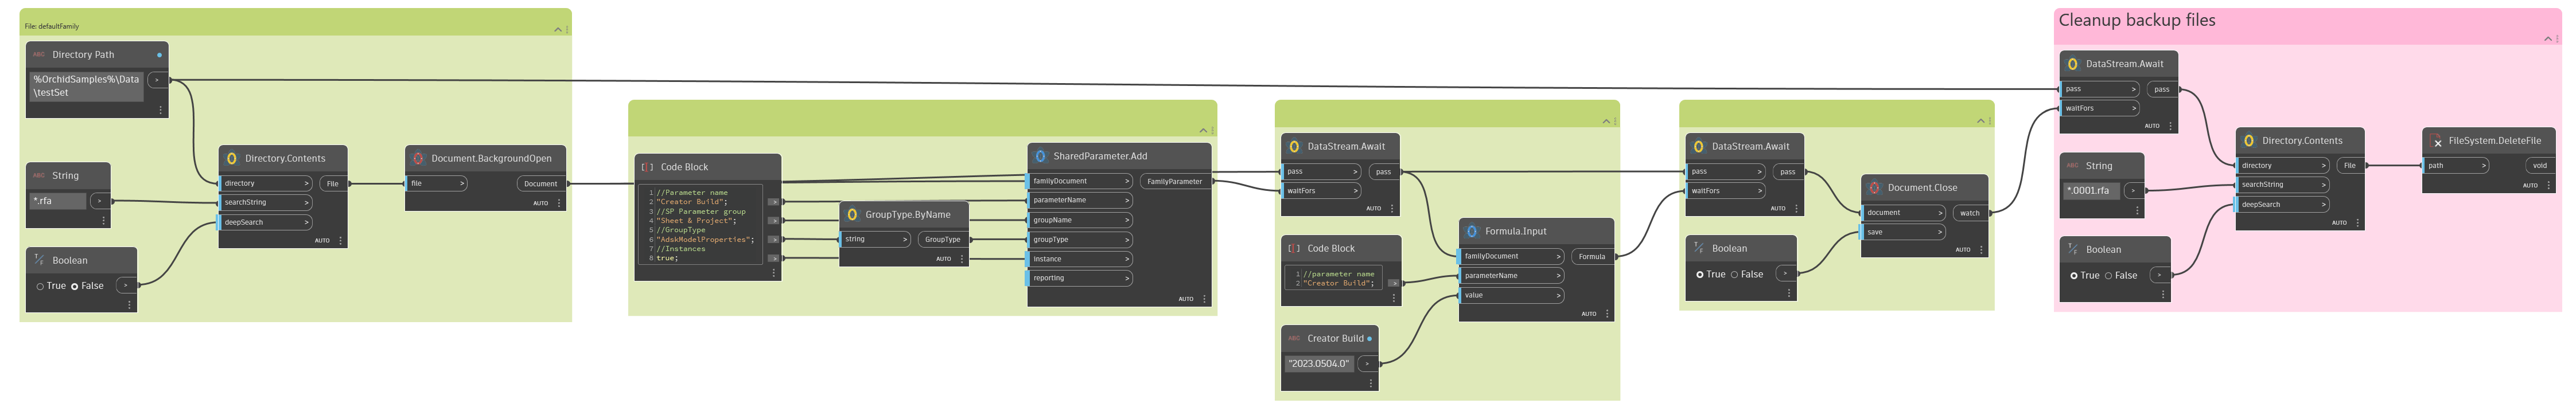 File: defaultFamily
Directory Path
%OrchidSamples%\Data
\testSet
>
String
*.rfa
>
Boolean
True False
>
Directory.Contents
directory > File
searchString >
deepSearch >
AUTO
Document.BackgroundOpen
file > Document
AUTO
Code Block
1 //Parameter name
2 "Creator Build";
3 //SP Parameter group
4 "Sheet & Project";
5 //GroupType
6 "AdskModelProperties";
7 //Instances
8 true;
>
>
>
>
GroupType.ByName
string > GroupType
AUTO
SharedParameter.Add
familyDocument > FamilyParameter
parameterName >
groupName >
groupType >
Instance >
reporting >
AUTO
DataStream.Await
pass > pass
waitFors >
AUTO
Code Block
1 //parameter name
2 "Creator Build";
>
Creator Build
"2023.0504.0"
>
Formula.Input
familyDocument > Formula
parameterName >
value >
AUTO
DataStream.Await
pass > pass
waitFors >
AUTO
Boolean
True False
>
Document.Close
document > watch
save >
AUTO
Cleanup backup files
DataStream.Await
pass > pass
waitFors >
AUTO
String
*.0001.rfa
>
Boolean
True False
>
Directory.Contents
directory > File
searchString >
deepSearch >
AUTO
FileSystem.DeleteFile
path > void
AUTO